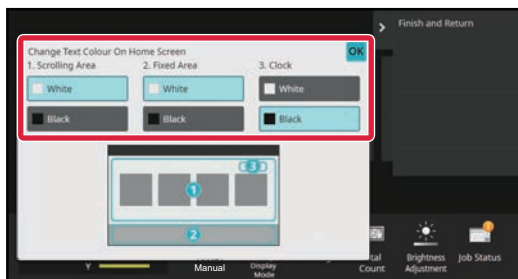 Finish and Return
Change Text Colour On Home Screen
OK
1. Scrolling Area
2. Fixed Area
3. Clock
White
White
White
Black
Black
Black
3
1
2
Y
Manual
Display
Mode
Count
Brightness
Adjustment
Job Status